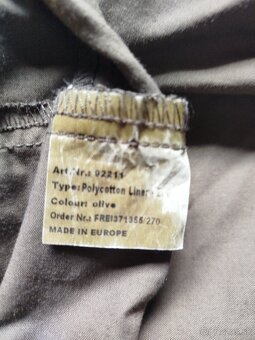 Art.Nr.: 02211
Type: Polycotton Liner
Colour: olive
Order Nr.: FREI371355/270
MADE IN EUROPE